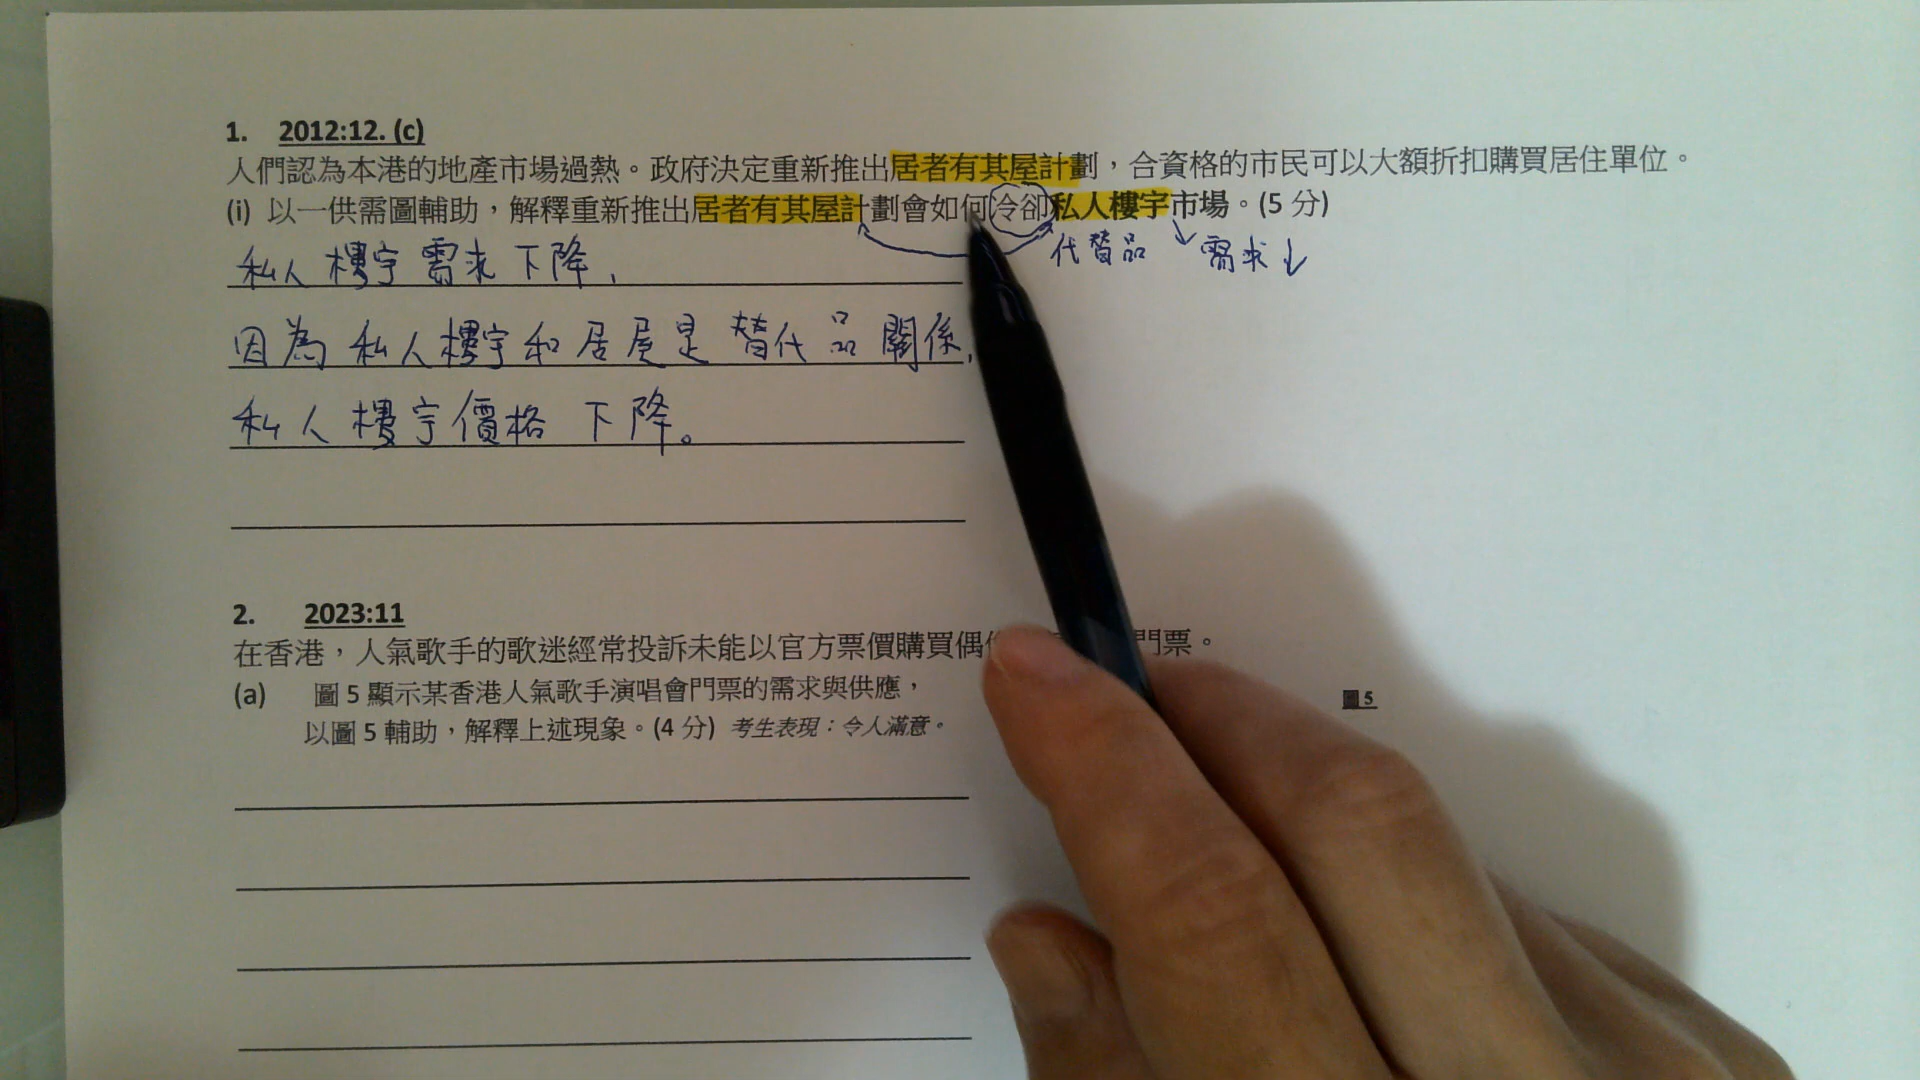 1. 2012:12. (c)
人們認為本港的地產市場過熱。政府決定重新推出居者有其屋計劃，合資格的市民可以大額折扣購買居住單位。
(i) 以一供需圖輔助，解釋重新推出居者有其屋計劃會如何冷卻私人樓宇市場。(5 分)
代替品 需求↓
私人樓宇需求下降，
因為私人樓宇和居屋是替代品關係，
私人樓宇價格下降。
2. 2023:11
在香港，人氣歌手的歌迷經常投訴未能以官方票價購買偶 門票。
(a) 圖 5 顯示某香港人氣歌手演唱會門票的需求與供應，
圖 5
以圖 5 輔助，解釋上述現象。(4 分) 考生表現：令人滿意。